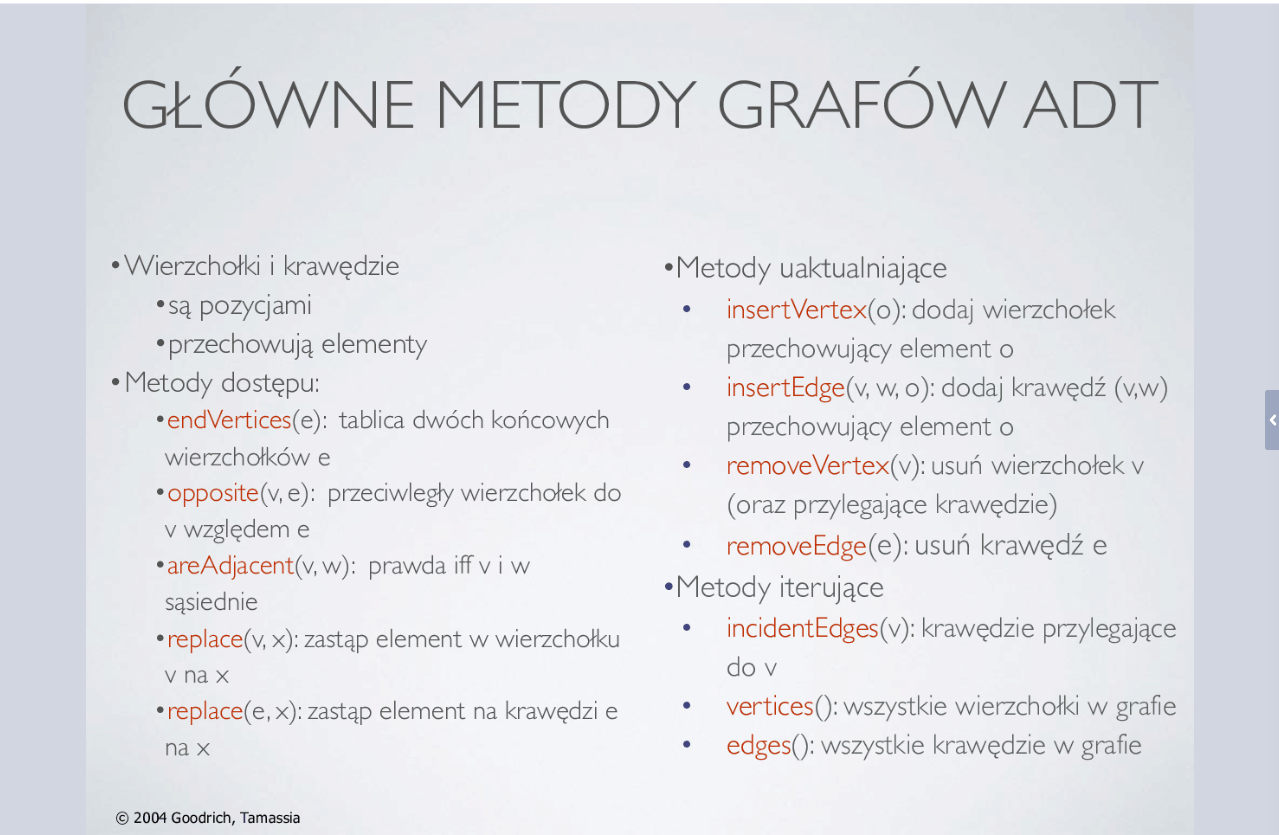 GŁÓWNE METODY GRAFÓW ADT
•Wierzchołki i krawędzie
•są pozycjami
•przechowują elementy
•Metody dostępu:
•endVertices(e): tablica dwóch końcowych
wierzchołków e
•opposite(v, e): przeciwległy wierzchołek do
v względem e
•areAdjacent(v, w): prawda iff v i w
sąsiednie
•replace(v, x): zastąp element w wierzchołku
v na x
•replace(e, x): zastąp element na krawędzi e
na x
•Metody uaktualniające
• insertVertex(o): dodaj wierzchołek
przechowujący element o
• insertEdge(v, w, o): dodaj krawędź (v,w)
przechowujący element o
• removeVertex(v): usuń wierzchołek v
(oraz przylegające krawędzie)
• removeEdge(e): usuń krawędź e
•Metody iterujące
• incidentEdges(v): krawędzie przylegające
do v
• vertices(): wszystkie wierzchołki w grafie
• edges(): wszystkie krawędzie w grafie
© 2004 Goodrich, Tamassia